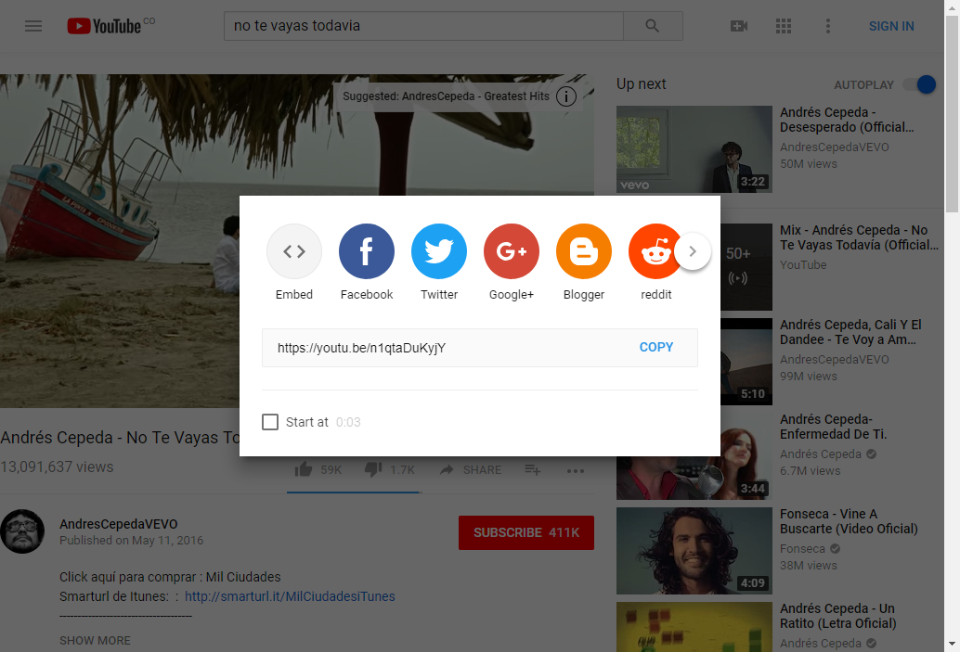 YouTube CO
no te vayas todavia
SIGN IN
Suggested: AndresCepeda - Greatest Hits
Up next
AUTOPLAY
Andrés Cepeda -
Desesperado (Official...
AndresCepedaVEVO
50M views
vevo
3:22
Embed
Facebook
Twitter
Google+
Blogger
reddit
https://youtu.be/n1qtaDuKyjY
COPY
Start at 0:03
50+
Mix - Andrés Cepeda - No
Te Vayas Todavía (Official...
YouTube
Andrés Cepeda, Cali Y El
Dandee - Te Voy a Am...
AndresCepedaVEVO
99M views
5:10
Andrés Cepeda-
Enfermedad De Ti.
Andrés Cepeda
6.7M views
3:44
Fonseca - Vine A
Buscarte (Video Oficial)
Fonseca
38M views
4:09
Andrés Cepeda - Un
Ratito (Letra Oficial)
Andrés Cepeda
Andrés Cepeda - No Te Vayas To
13,091,637 views
59K
1.7K
SHARE
AndresCepedaVEVO
Published on May 11, 2016
SUBSCRIBE 411K
Click aquí para comprar : Mil Ciudades
Smarturl de Itunes: : http://smarturl.it/MilCiudadesiTunes
SHOW MORE